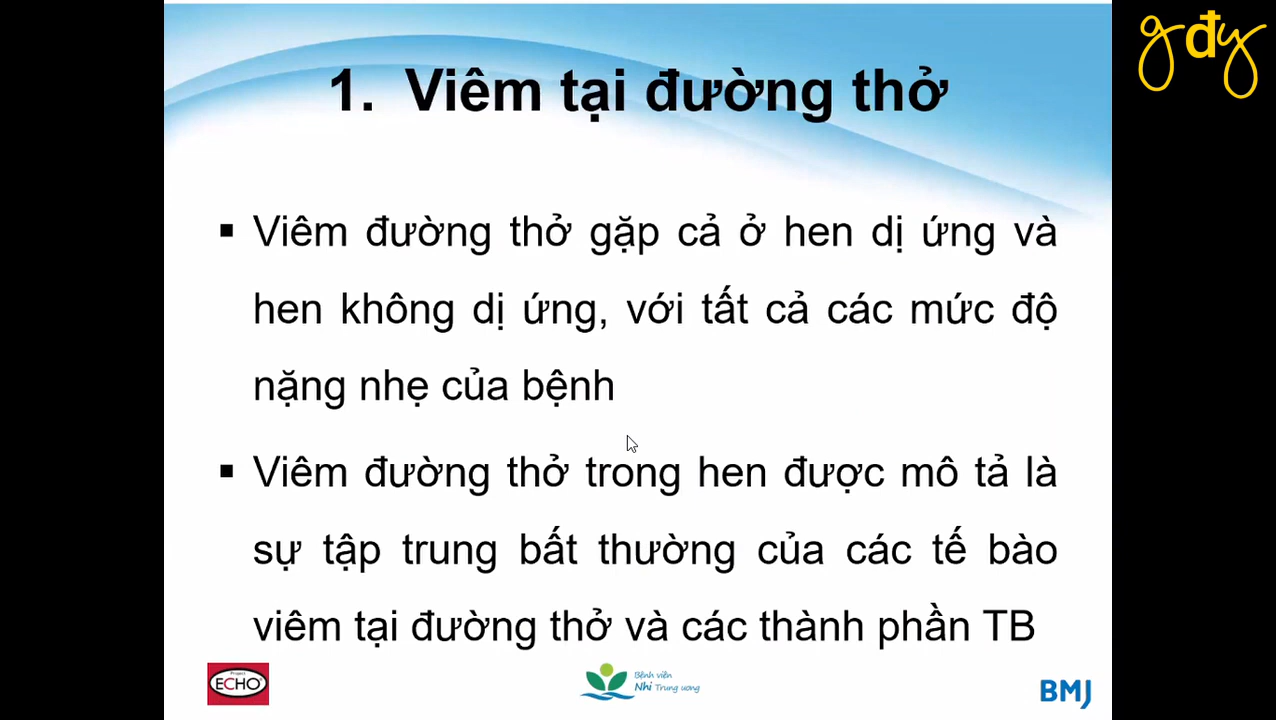 gđy
1. Viêm tại đường thở
▪ Viêm đường thở gặp cả ở hen dị ứng và
hen không dị ứng, với tất cả các mức độ
nặng nhẹ của bệnh
▪ Viêm đường thở trong hen được mô tả là
sự tập trung bất thường của các tế bào
viêm tại đường thở và các thành phần TB
Project
ECHO
Bệnh viện
Nhi Trung ương
BMJ